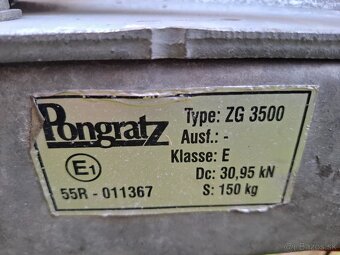 Pongratz
Type: ZG 3500
Ausf.: -
Klasse: E
E1
Dc: 30,95 kN
55R - 011367
S: 150 kg